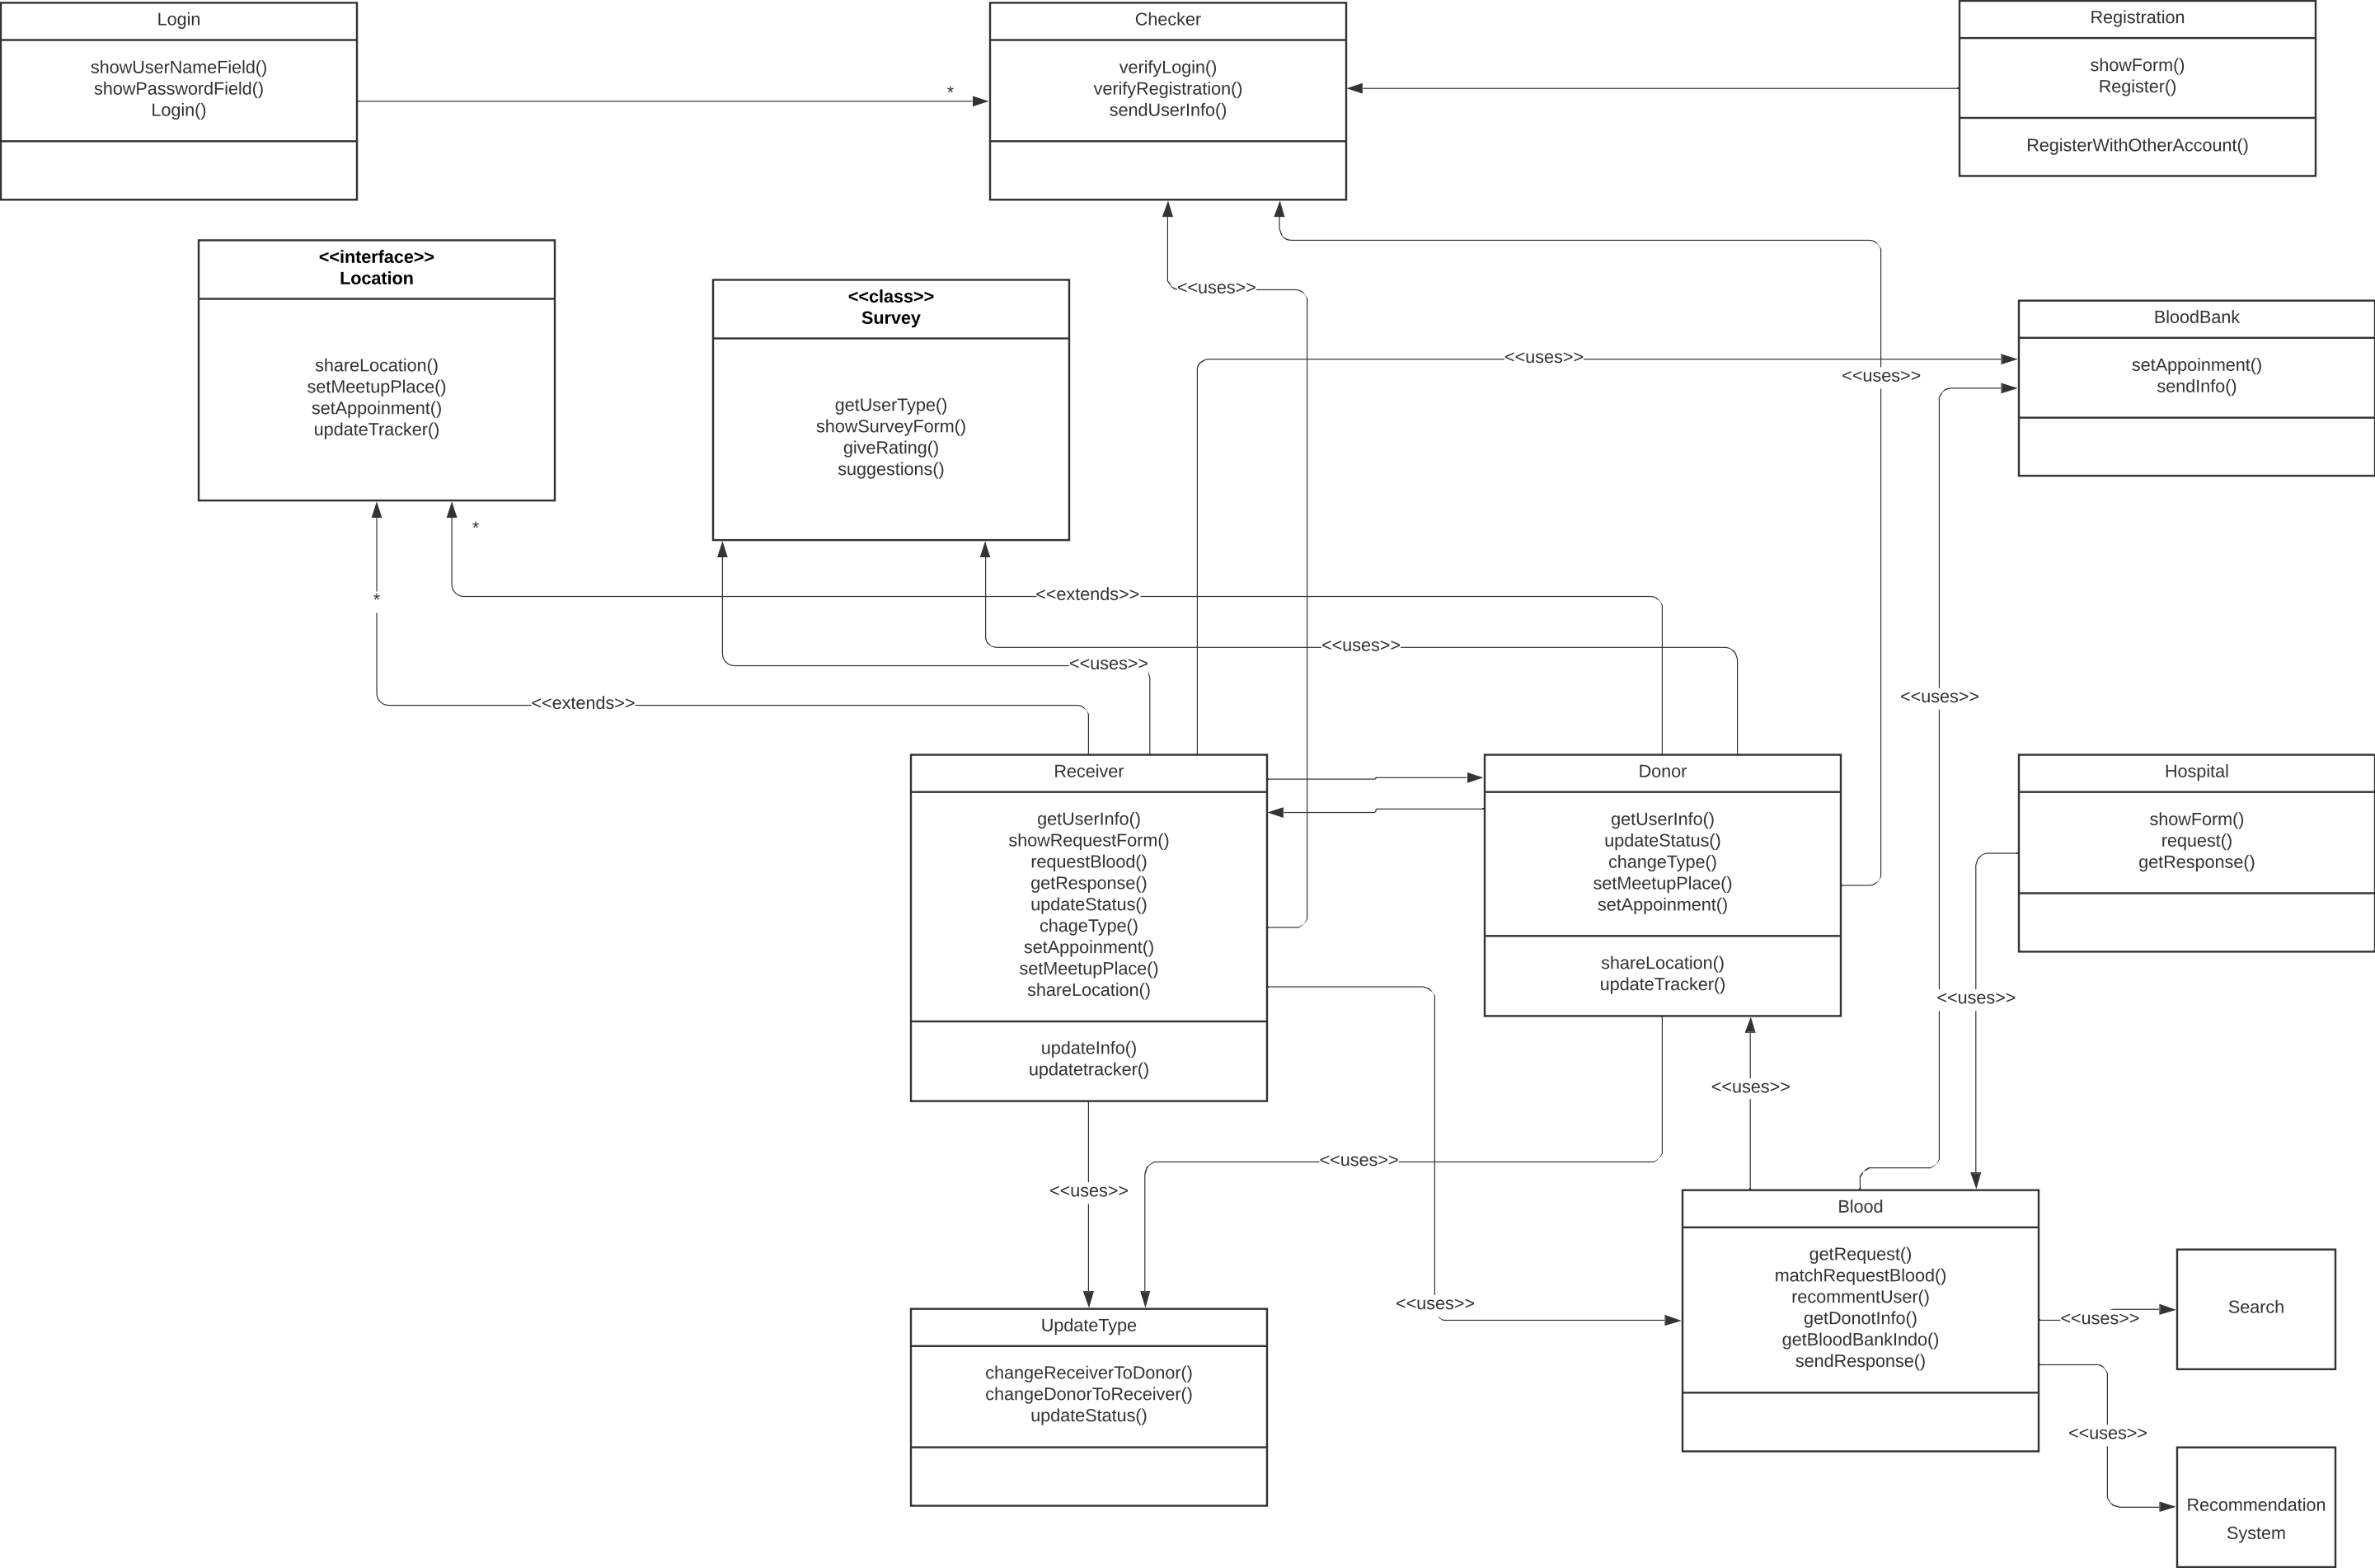 Login
showUserNameField()
showPasswordField()
Login()
*
Checker
verifyLogin()
verifyRegistration()
sendUserInfo()
Registration
showForm()
Register()
RegisterWithOtherAccount()
<<interface>>
Location
shareLocation()
setMeetupPlace()
setAppoinment()
updateTracker()
<<class>>
Survey
getUserType()
showSurveyForm()
giveRating()
suggestions()
<<uses>>
<<uses>>
<<uses>>
BloodBank
setAppoinment()
sendInfo()
*
*
<<extends>>
<<uses>>
<<uses>>
<<extends>>
<<uses>>
Receiver
getUserInfo()
showRequestForm()
requestBlood()
getResponse()
updateStatus()
chageType()
setAppoinment()
setMeetupPlace()
shareLocation()
updateInfo()
updatetracker()
Donor
getUserInfo()
updateStatus()
changeType()
setMeetupPlace()
setAppoinment()
shareLocation()
updateTracker()
Hospital
showForm()
request()
getResponse()
<<uses>>
<<uses>>
<<uses>>
<<uses>>
<<uses>>
UpdateType
changeReceiverToDonor()
changeDonorToReceiver()
updateStatus()
Blood
getRequest()
matchRequestBlood()
recommentUser()
getDonotInfo()
getBloodBankIndo()
sendResponse()
<<uses>>
Search
<<uses>>
Recommendation
System